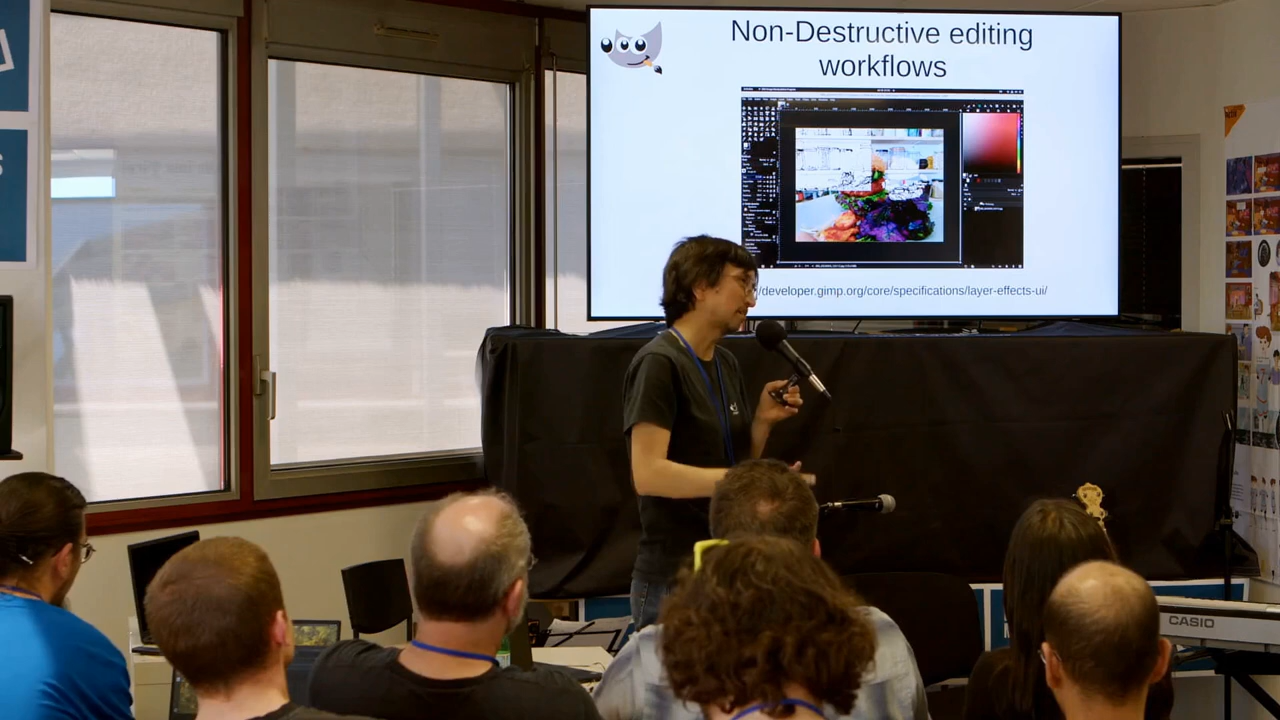 Non-Destructive editing
workflows
/developer.gimp.org/core/specifications/layer-effects-ui/
S
CASIO